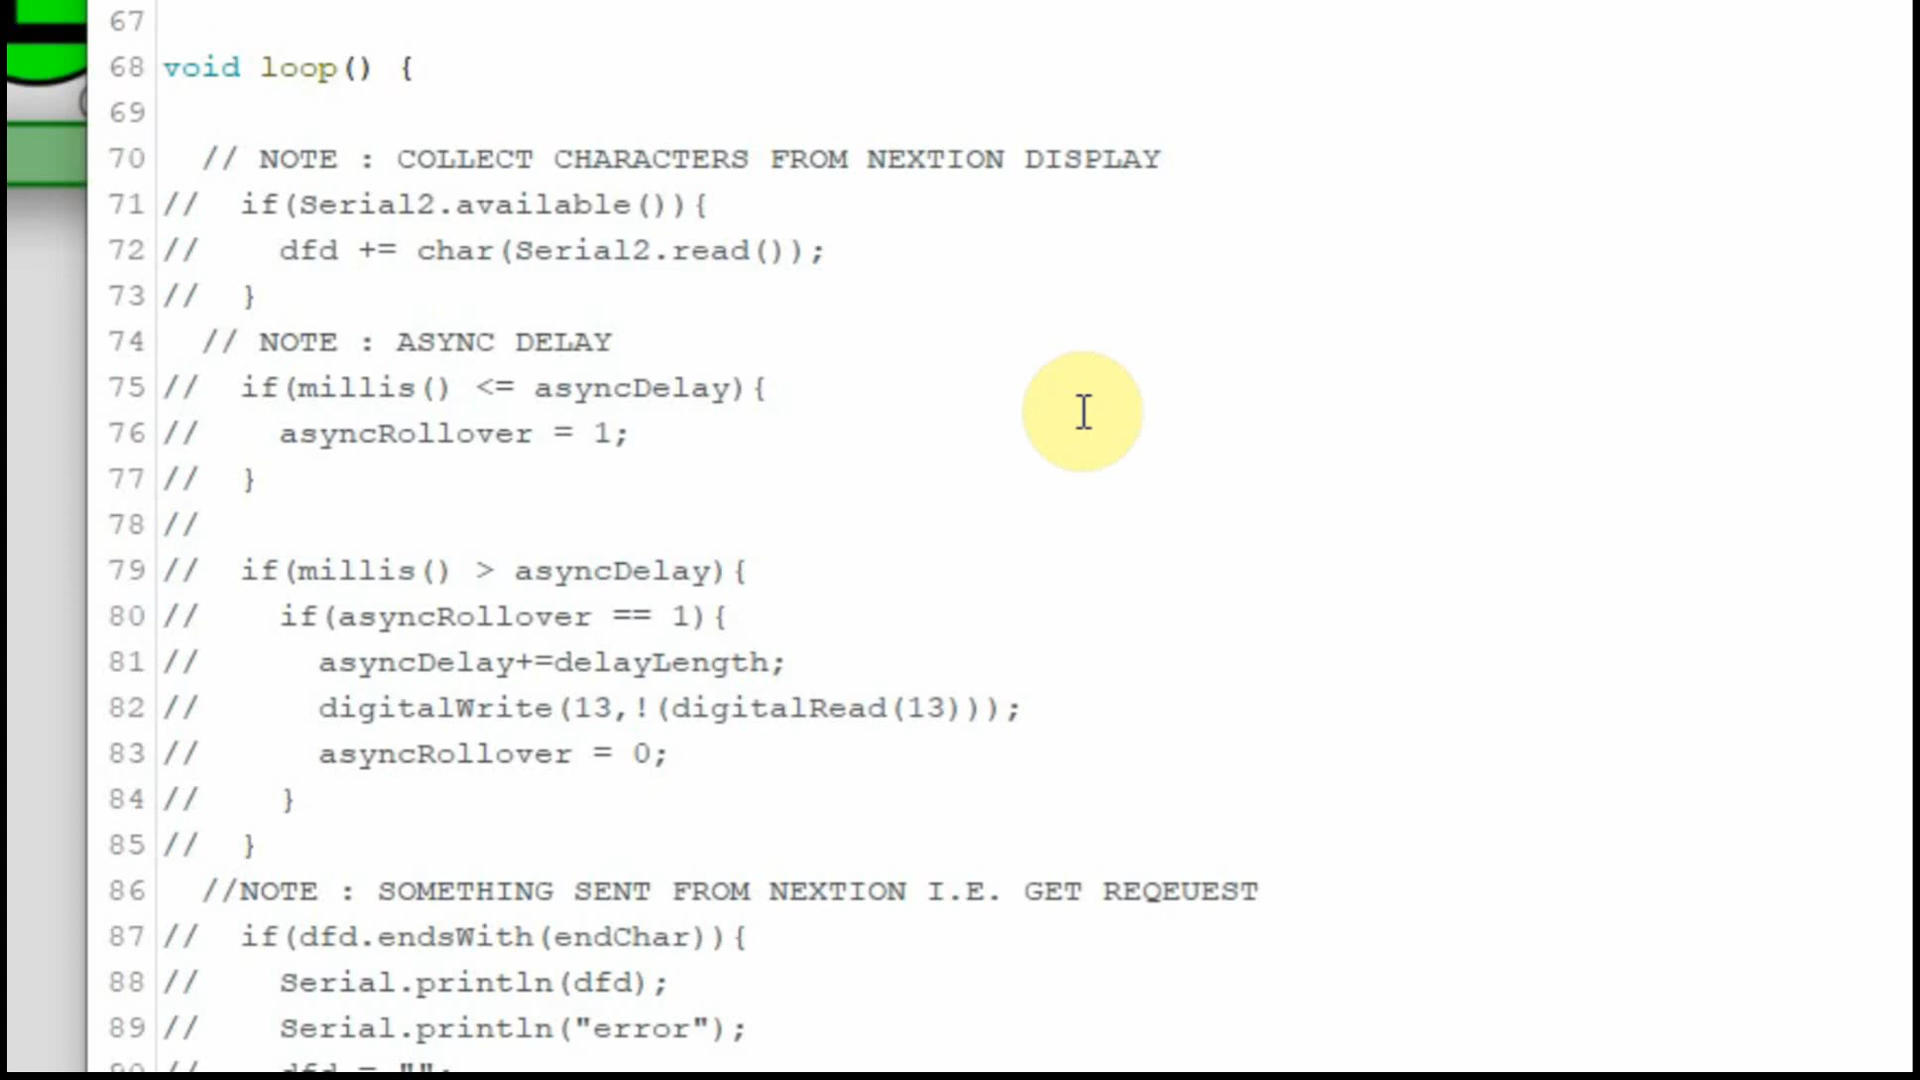 67
68 void loop() {
69
70 // NOTE : COLLECT CHARACTERS FROM NEXTION DISPLAY
71 // if(Serial2.available()){
72 // dfd += char(Serial2.read());
73 // }
74 // NOTE : ASYNC DELAY
75 // if(millis() <= asyncDelay){
76 // asyncRollover = 1;
77 // }
78 //
79 // if(millis() > asyncDelay){
80 // if(asyncRollover == 1){
81 // asyncDelay+=delayLength;
82 // digitalWrite(13,!(digitalRead(13)));
83 // asyncRollover = 0;
84 // }
85 // }
86 //NOTE : SOMETHING SENT FROM NEXTION I.E. GET REQEUEST
87 // if(dfd.endsWith(endChar)){
88 // Serial.println(dfd);
89 // Serial.println("error");
90 // dfd = "";